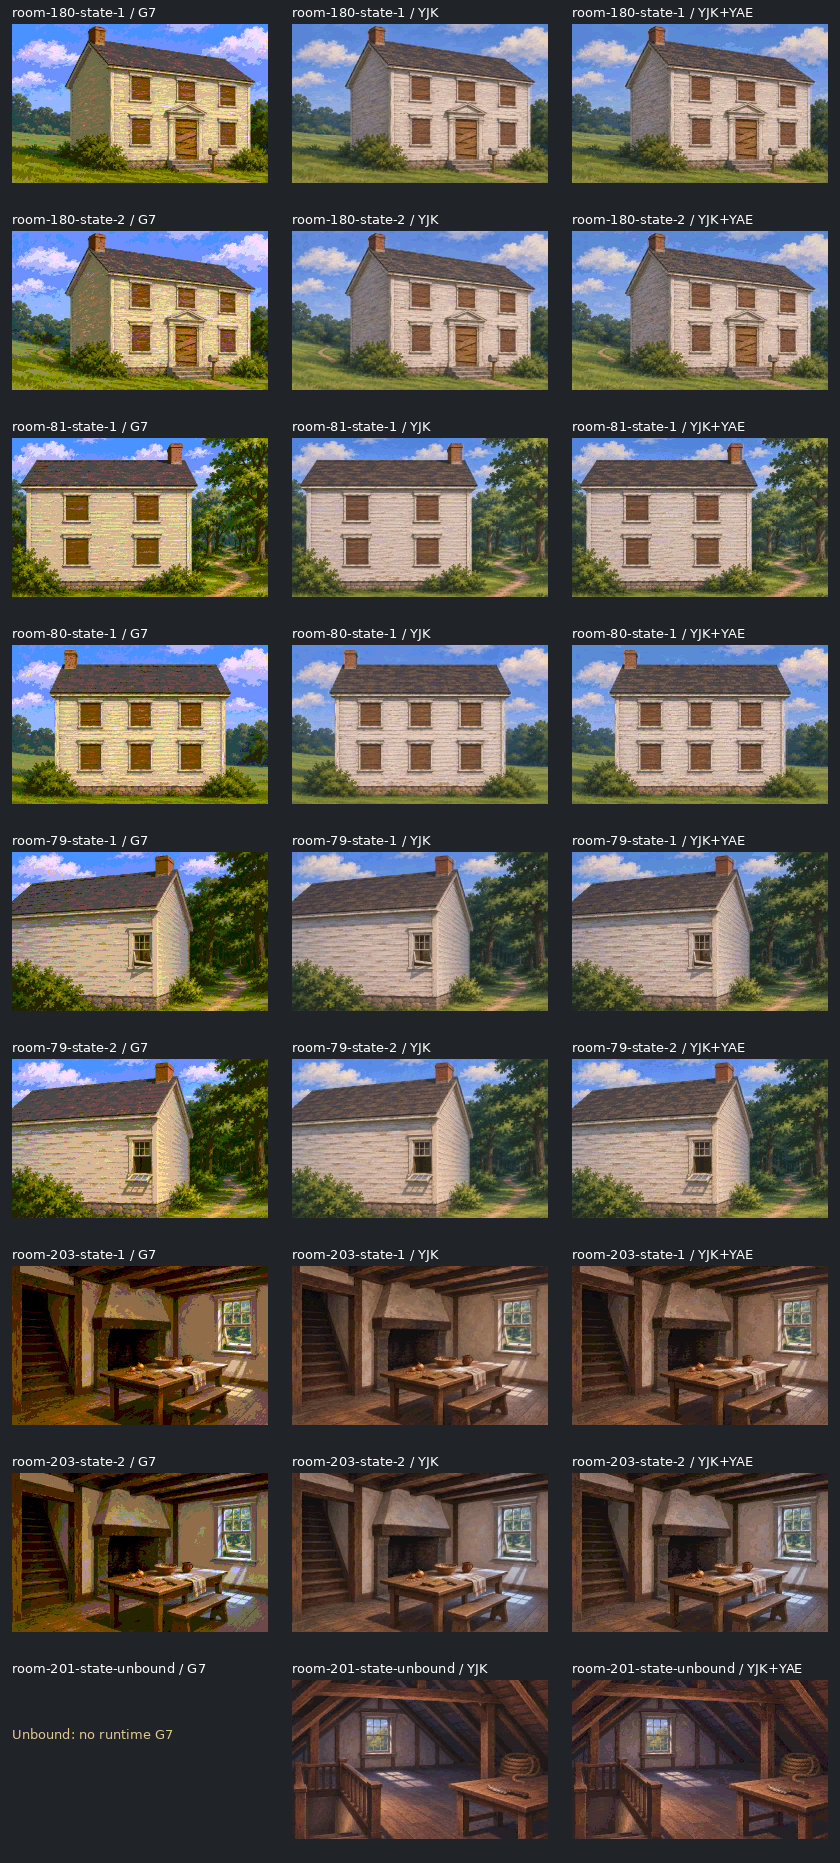 room-180-state-1 / G7
room-180-state-1 / YJK
room-180-state-1 / YJK+YAE
room-180-state-2 / G7
room-180-state-2 / YJK
room-180-state-2 / YJK+YAE
room-81-state-1 / G7
room-81-state-1 / YJK
room-81-state-1 / YJK+YAE
room-80-state-1 / G7
room-80-state-1 / YJK
room-80-state-1 / YJK+YAE
room-79-state-1 / G7
room-79-state-1 / YJK
room-79-state-1 / YJK+YAE
room-79-state-2 / G7
room-79-state-2 / YJK
room-79-state-2 / YJK+YAE
room-203-state-1 / G7
room-203-state-1 / YJK
room-203-state-1 / YJK+YAE
room-203-state-2 / G7
room-203-state-2 / YJK
room-203-state-2 / YJK+YAE
room-201-state-unbound / G7
room-201-state-unbound / YJK
room-201-state-unbound / YJK+YAE
Unbound: no runtime G7